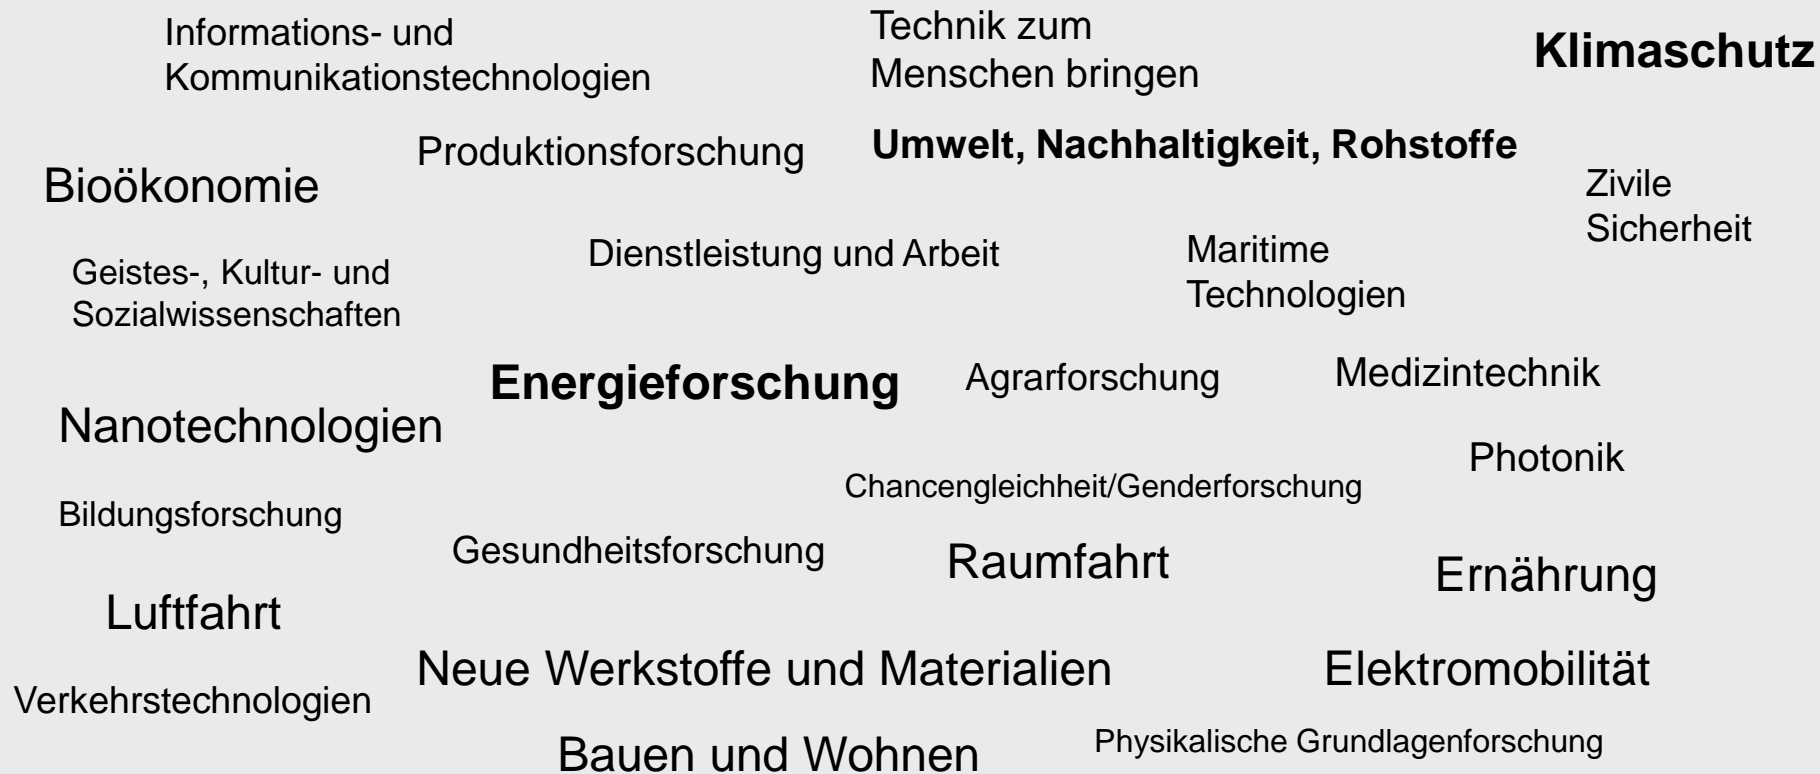 Informations- und
Kommunikationstechnologien
Technik zum
Menschen bringen
Klimaschutz
Produktionsforschung
Umwelt, Nachhaltigkeit, Rohstoffe
Bioökonomie
Zivile
Sicherheit
Geistes-, Kultur- und
Sozialwissenschaften
Dienstleistung und Arbeit
Maritime
Technologien
Energieforschung
Agrarforschung
Medizintechnik
Nanotechnologien
Photonik
Chancengleichheit/Genderforschung
Bildungsforschung
Gesundheitsforschung
Raumfahrt
Ernährung
Luftfahrt
Neue Werkstoffe und Materialien
Elektromobilität
Verkehrstechnologien
Bauen und Wohnen
Physikalische Grundlagenforschung